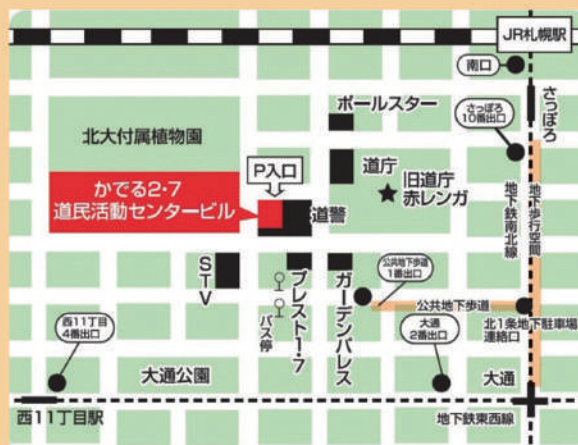 JR札幌駅
南口
さっぽろ
さっぽろ
10番出口
ポールスター
北大付属植物園
道庁
旧道庁
赤レンガ
P入口
かでる2・7
道民活動センタービル
道警
地下鉄南北線
地下歩行空間
STV
プレスト1・7
ガーデンパレス
バス停
公共地下歩道
1番出口
公共地下歩道
北1条地下駐車場
連絡口
西11丁目
4番出口
大通
2番出口
大通公園
大通
西11丁目駅
地下鉄東西線